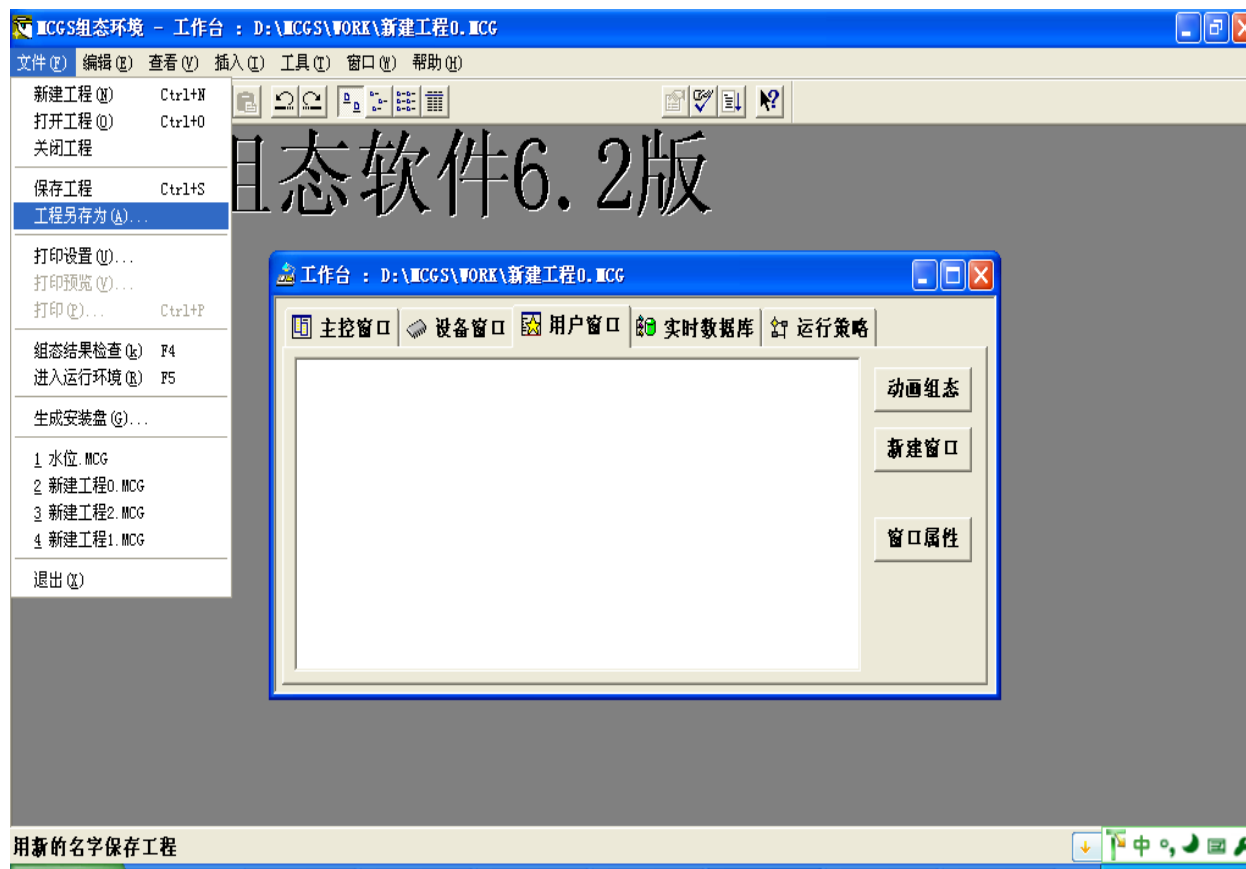 MCGS组态环境 - 工作台 : D:\MCGS\WORK\新建工程0.MCG
文件(F) 编辑(E) 查看(V) 插入(I) 工具(T) 窗口(W) 帮助(H)
新建工程(N) Ctrl+N
打开工程(O) Ctrl+O
关闭工程
保存工程 Ctrl+S
工程另存为(A)...
打印设置(U)...
打印预览(V)...
打印(P)... Ctrl+P
组态结果检查(k) F4
进入运行环境(R) F5
生成安装盘(G)...
1 水位.MCG
2 新建工程0.MCG
3 新建工程2.MCG
4 新建工程1.MCG
退出(X)
组态软件6.2版
工作台 : D:\MCGS\WORK\新建工程0.MCG
主控窗口 设备窗口 用户窗口 实时数据库 运行策略
动画组态
新建窗口
窗口属性
用新的名字保存工程
中